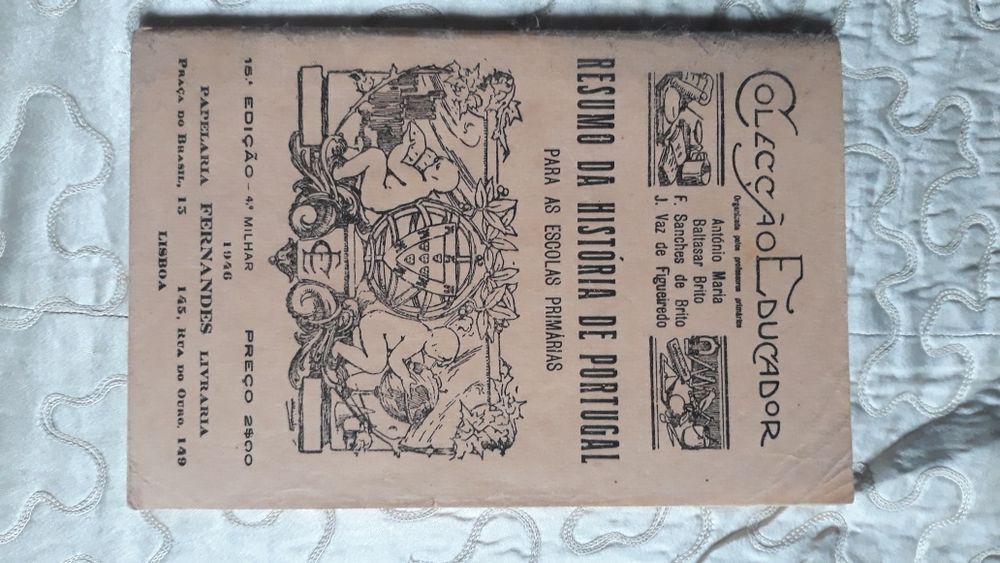 COLECÇÃO EDUCADOR
Organizada pelos professores primários
António Maria
Baltasar Brito
F. Sanches de Brito
J. Vaz de Figueiredo
RESUMO DA HISTÓRIA DE PORTUGAL
PARA AS ESCOLAS PRIMÁRIAS
15.ª EDIÇÃO - 4.º MILHAR PREÇO 2$00
1946
PAPELARIA FERNANDES LIVRARIA
PRAÇA DO BRASIL, 13 145, RUA DO OURO, 149
LISBOA